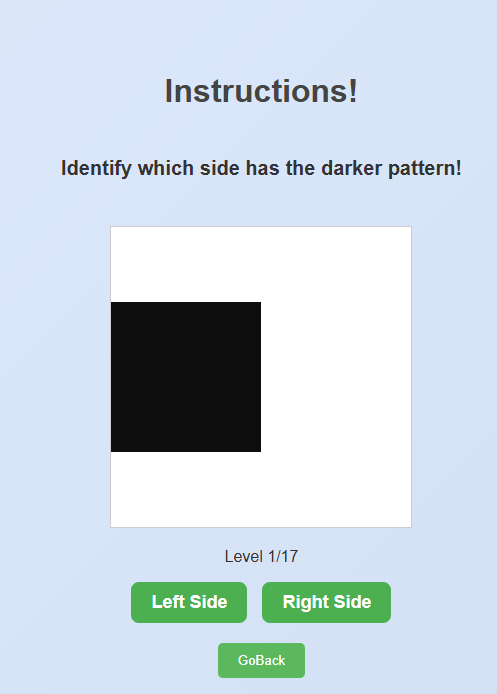 Instructions!
Identify which side has the darker pattern!
Level 1/17
Left Side Right Side
GoBack